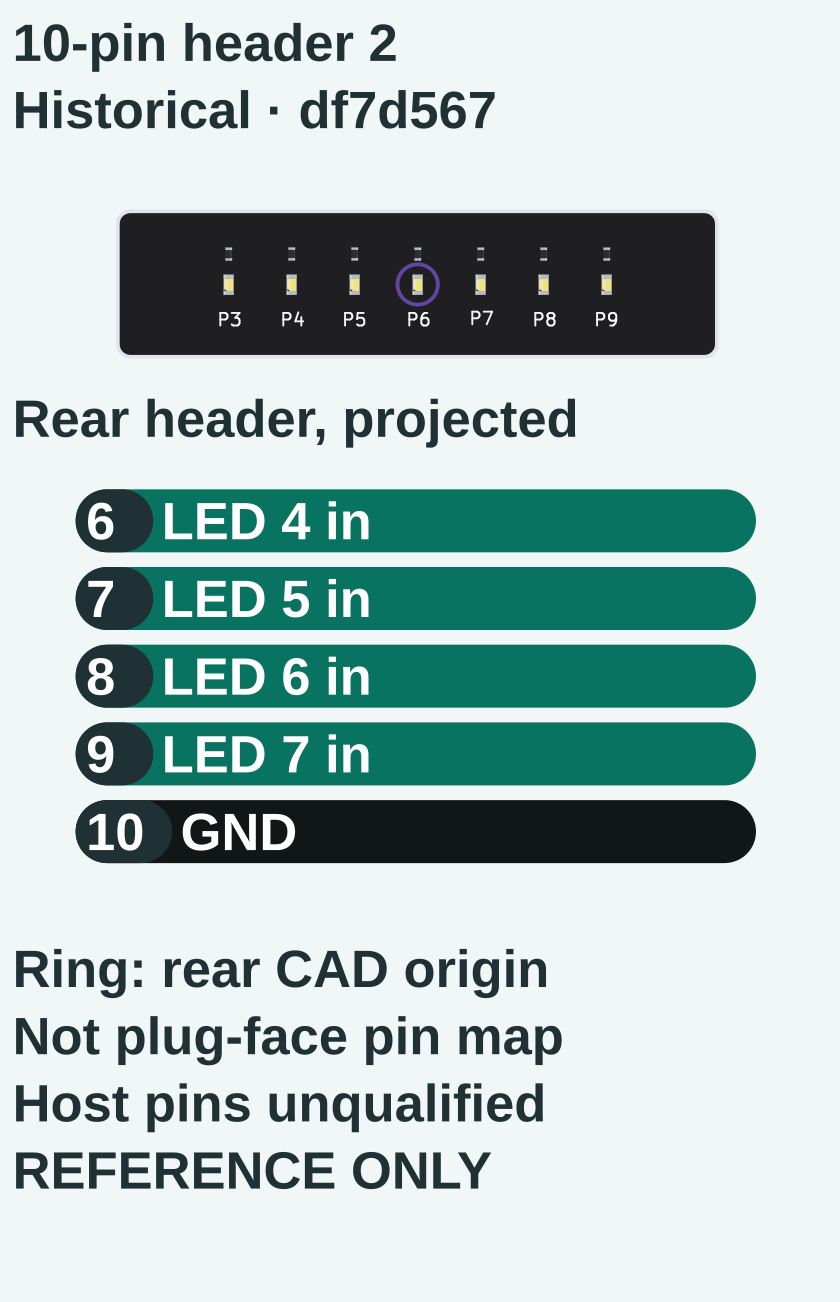 10-pin header 2
Historical · df7d567
P3 P4 P5 P6 P7 P8 P9
Rear header, projected
6 LED 4 in
7 LED 5 in
8 LED 6 in
9 LED 7 in
10 GND
Ring: rear CAD origin
Not plug-face pin map
Host pins unqualified
REFERENCE ONLY